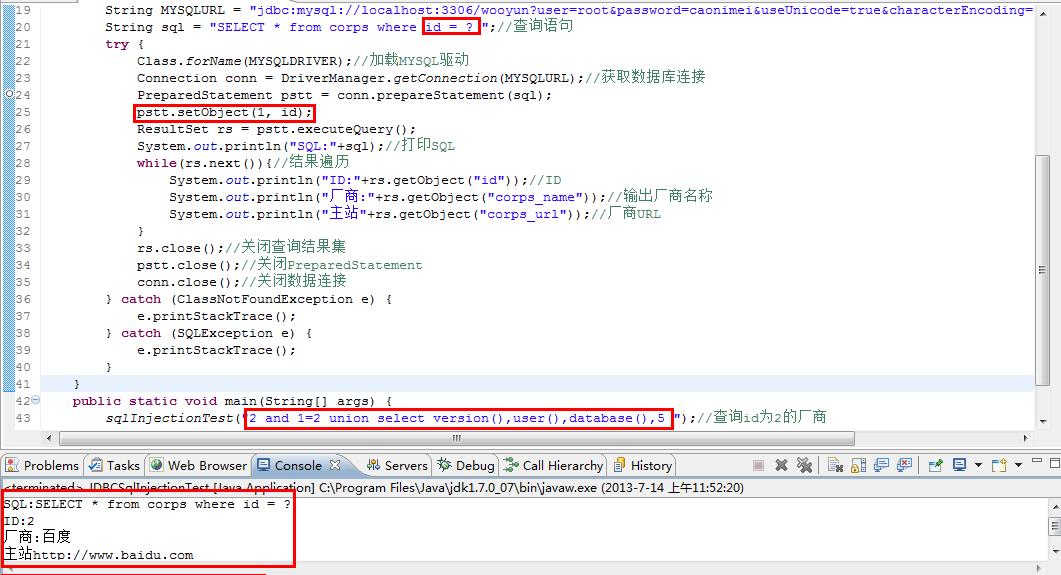 19 String MYSQLURL = "jdbc:mysql://localhost:3306/wooyun?user=root&password=caonimei&useUnicode=true&characterEncoding=
20 String sql = "SELECT * from corps where id = ? ";//查询语句
21 try {
22 Class.forName(MYSQLDRIVER);//加载MYSQL驱动
23 Connection conn = DriverManager.getConnection(MYSQLURL);//获取数据库连接
24 PreparedStatement pstt = conn.prepareStatement(sql);
25 pstt.setObject(1, id);
26 ResultSet rs = pstt.executeQuery();
27 System.out.println("SQL:"+sql);//打印SQL
28 while(rs.next()){//结果遍历
29 System.out.println("ID:"+rs.getObject("id"));//ID
30 System.out.println("厂商:"+rs.getObject("corps_name"));//输出厂商名称
31 System.out.println("主站"+rs.getObject("corps_url"));//厂商URL
32 }
33 rs.close();//关闭查询结果集
34 pstt.close();//关闭PreparedStatement
35 conn.close();//关闭数据连接
36 } catch (ClassNotFoundException e) {
37 e.printStackTrace();
38 } catch (SQLException e) {
39 e.printStackTrace();
40 }
41 }
42 public static void main(String[] args) {
43 sqlInjectionTest("2 and 1=2 union select version(),user(),database(),5 ");//查询id为2的厂商
Problems Tasks Web Browser Console Servers Debug Call Hierarchy History
<terminated> JDBCSqlInjectionTest [Java Application] C:\Program Files\Java\jdk1.7.0_07\bin\javaw.exe (2013-7-14 上午11:52:20)
SQL:SELECT * from corps where id = ?
ID:2
厂商:百度
主站http://www.baidu.com